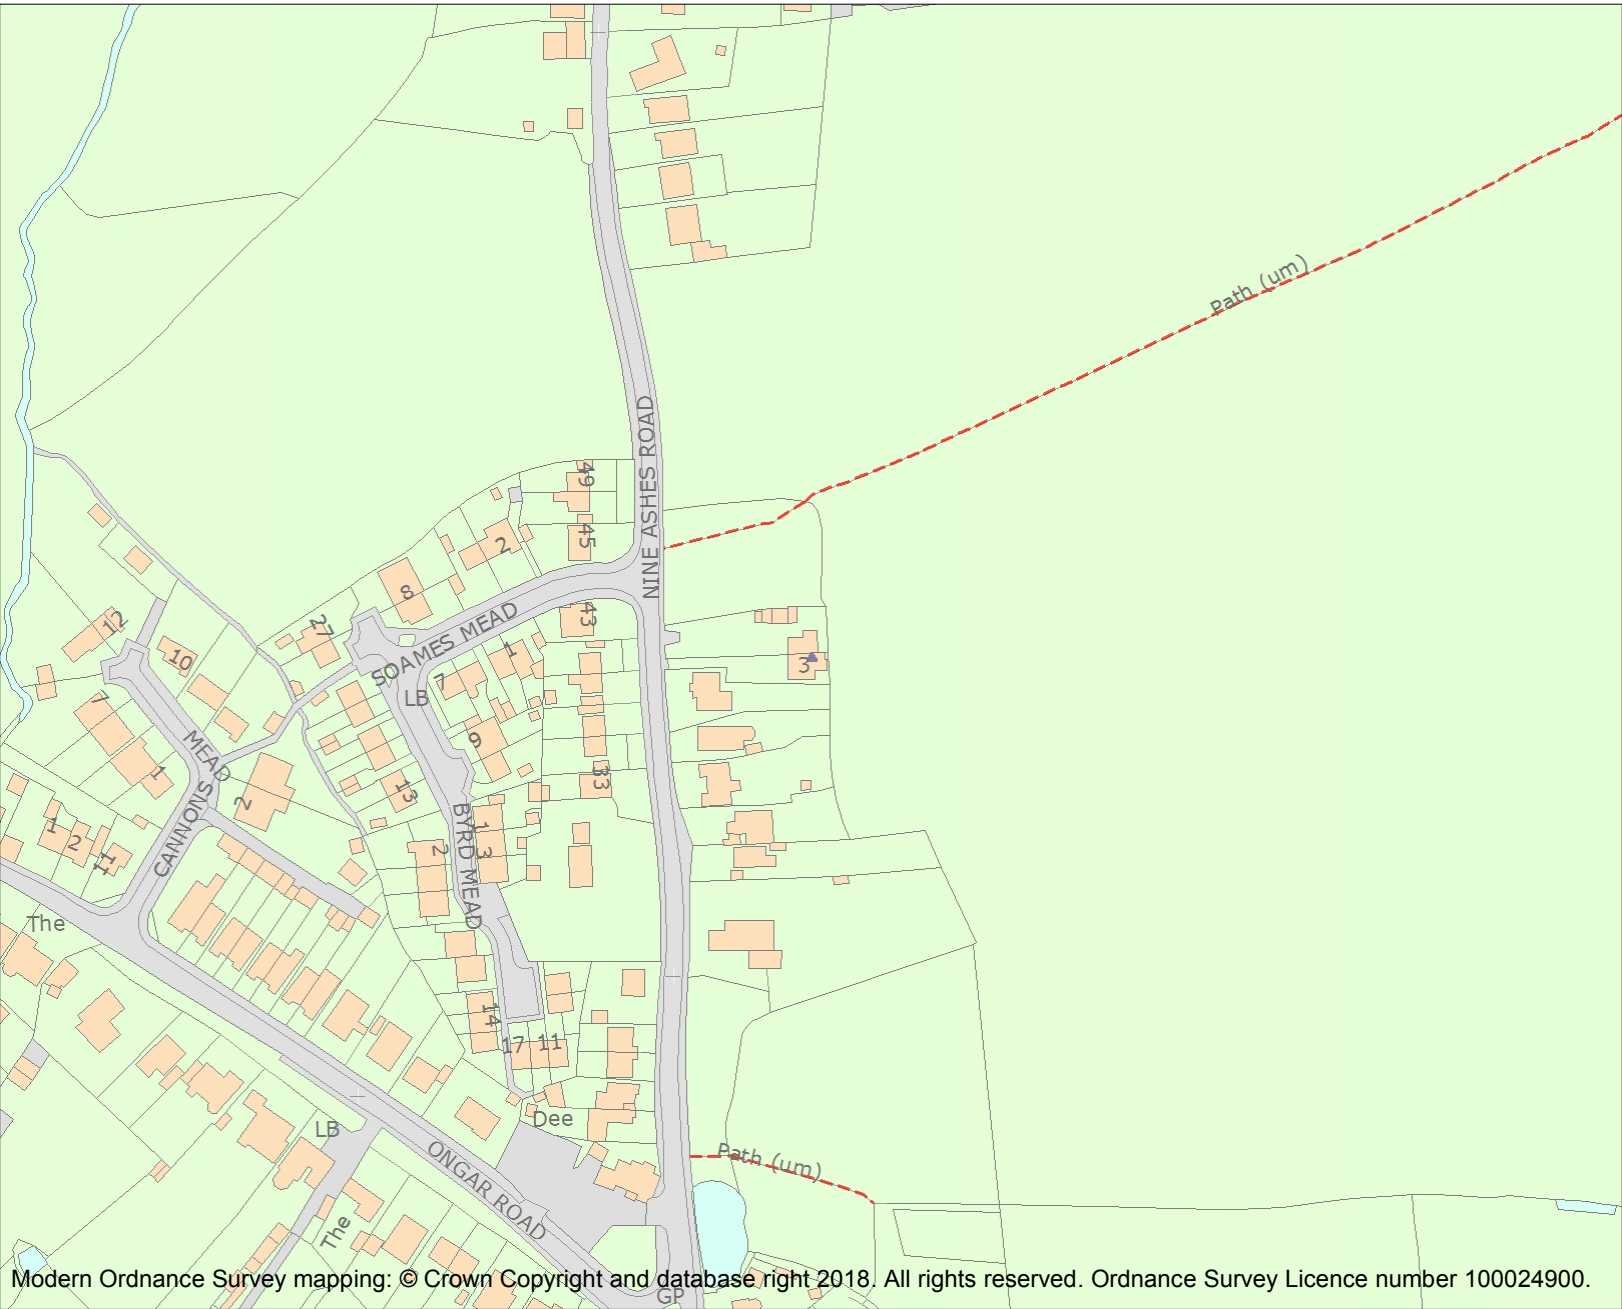 Path (um)
NINE ASHES ROAD
49
2
45
8
12
27
43
SOAMES MEAD
1
10
3
7
LB
7
9
MEAD
1
33
13
2
1
2
11
CANNONS
BYRD MEAD
2
1
3
The
14
17
11
Dee
LB
ONGAR ROAD
Path (um)
The
GP
Modern Ordnance Survey mapping: © Crown Copyright and database right 2018. All rights reserved. Ordnance Survey Licence number 100024900.